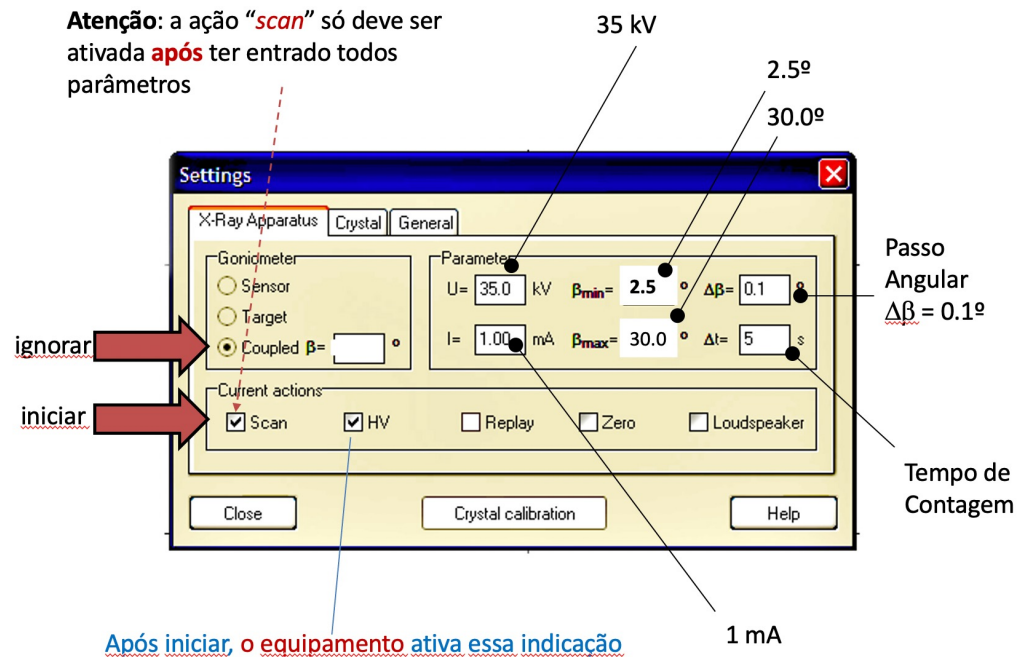 Atenção: a ação “scan” só deve ser
ativada após ter entrado todos
parâmetros
35 kV
2.5º
30.0º
Settings
X-Ray Apparatus
Crystal
General
Goniometer
Sensor
Target
Coupled β= º
Parameter
U= 35.0 kV βmin= 2.5 º Δβ= 0.1 º
I= 1.00 mA βmax= 30.0 º Δt= 5 s
Passo
Angular
Δβ = 0.1º
ignorar
iniciar
Current actions
Scan
HV
Replay
Zero
Loudspeaker
Tempo de
Contagem
Close
Crystal calibration
Help
1 mA
Após iniciar, o equipamento ativa essa indicação